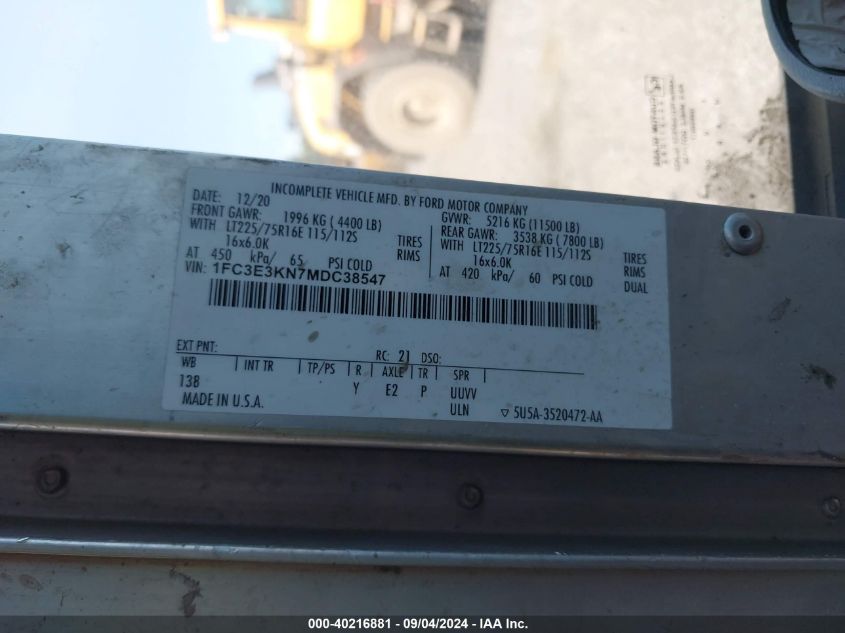 INCOMPLETE VEHICLE MFD. BY FORD MOTOR COMPANY
DATE: 12/20 GVWR: 5216 KG (11500 LB)
FRONT GAWR: 1996 KG ( 4400 LB) REAR GAWR: 3538 KG ( 7800 LB)
WITH LT225/75R16E 115/112S TIRES WITH LT225/75R16E 115/112S TIRES
16x6.0K RIMS 16x6.0K RIMS
AT 450 kPa/ 65 PSI COLD AT 420 kPa/ 60 PSI COLD DUAL
VIN: 1FC3E3KN7MDC38547
EXT PNT: RC: 21 DSO:
WB INT TR TP/PS R AXLE TR SPR
138 Y E2 P UUVV
MADE IN U.S.A. ULN 5U5A-3520472-AA
000-40216881 - 09/04/2024 - IAA Inc.